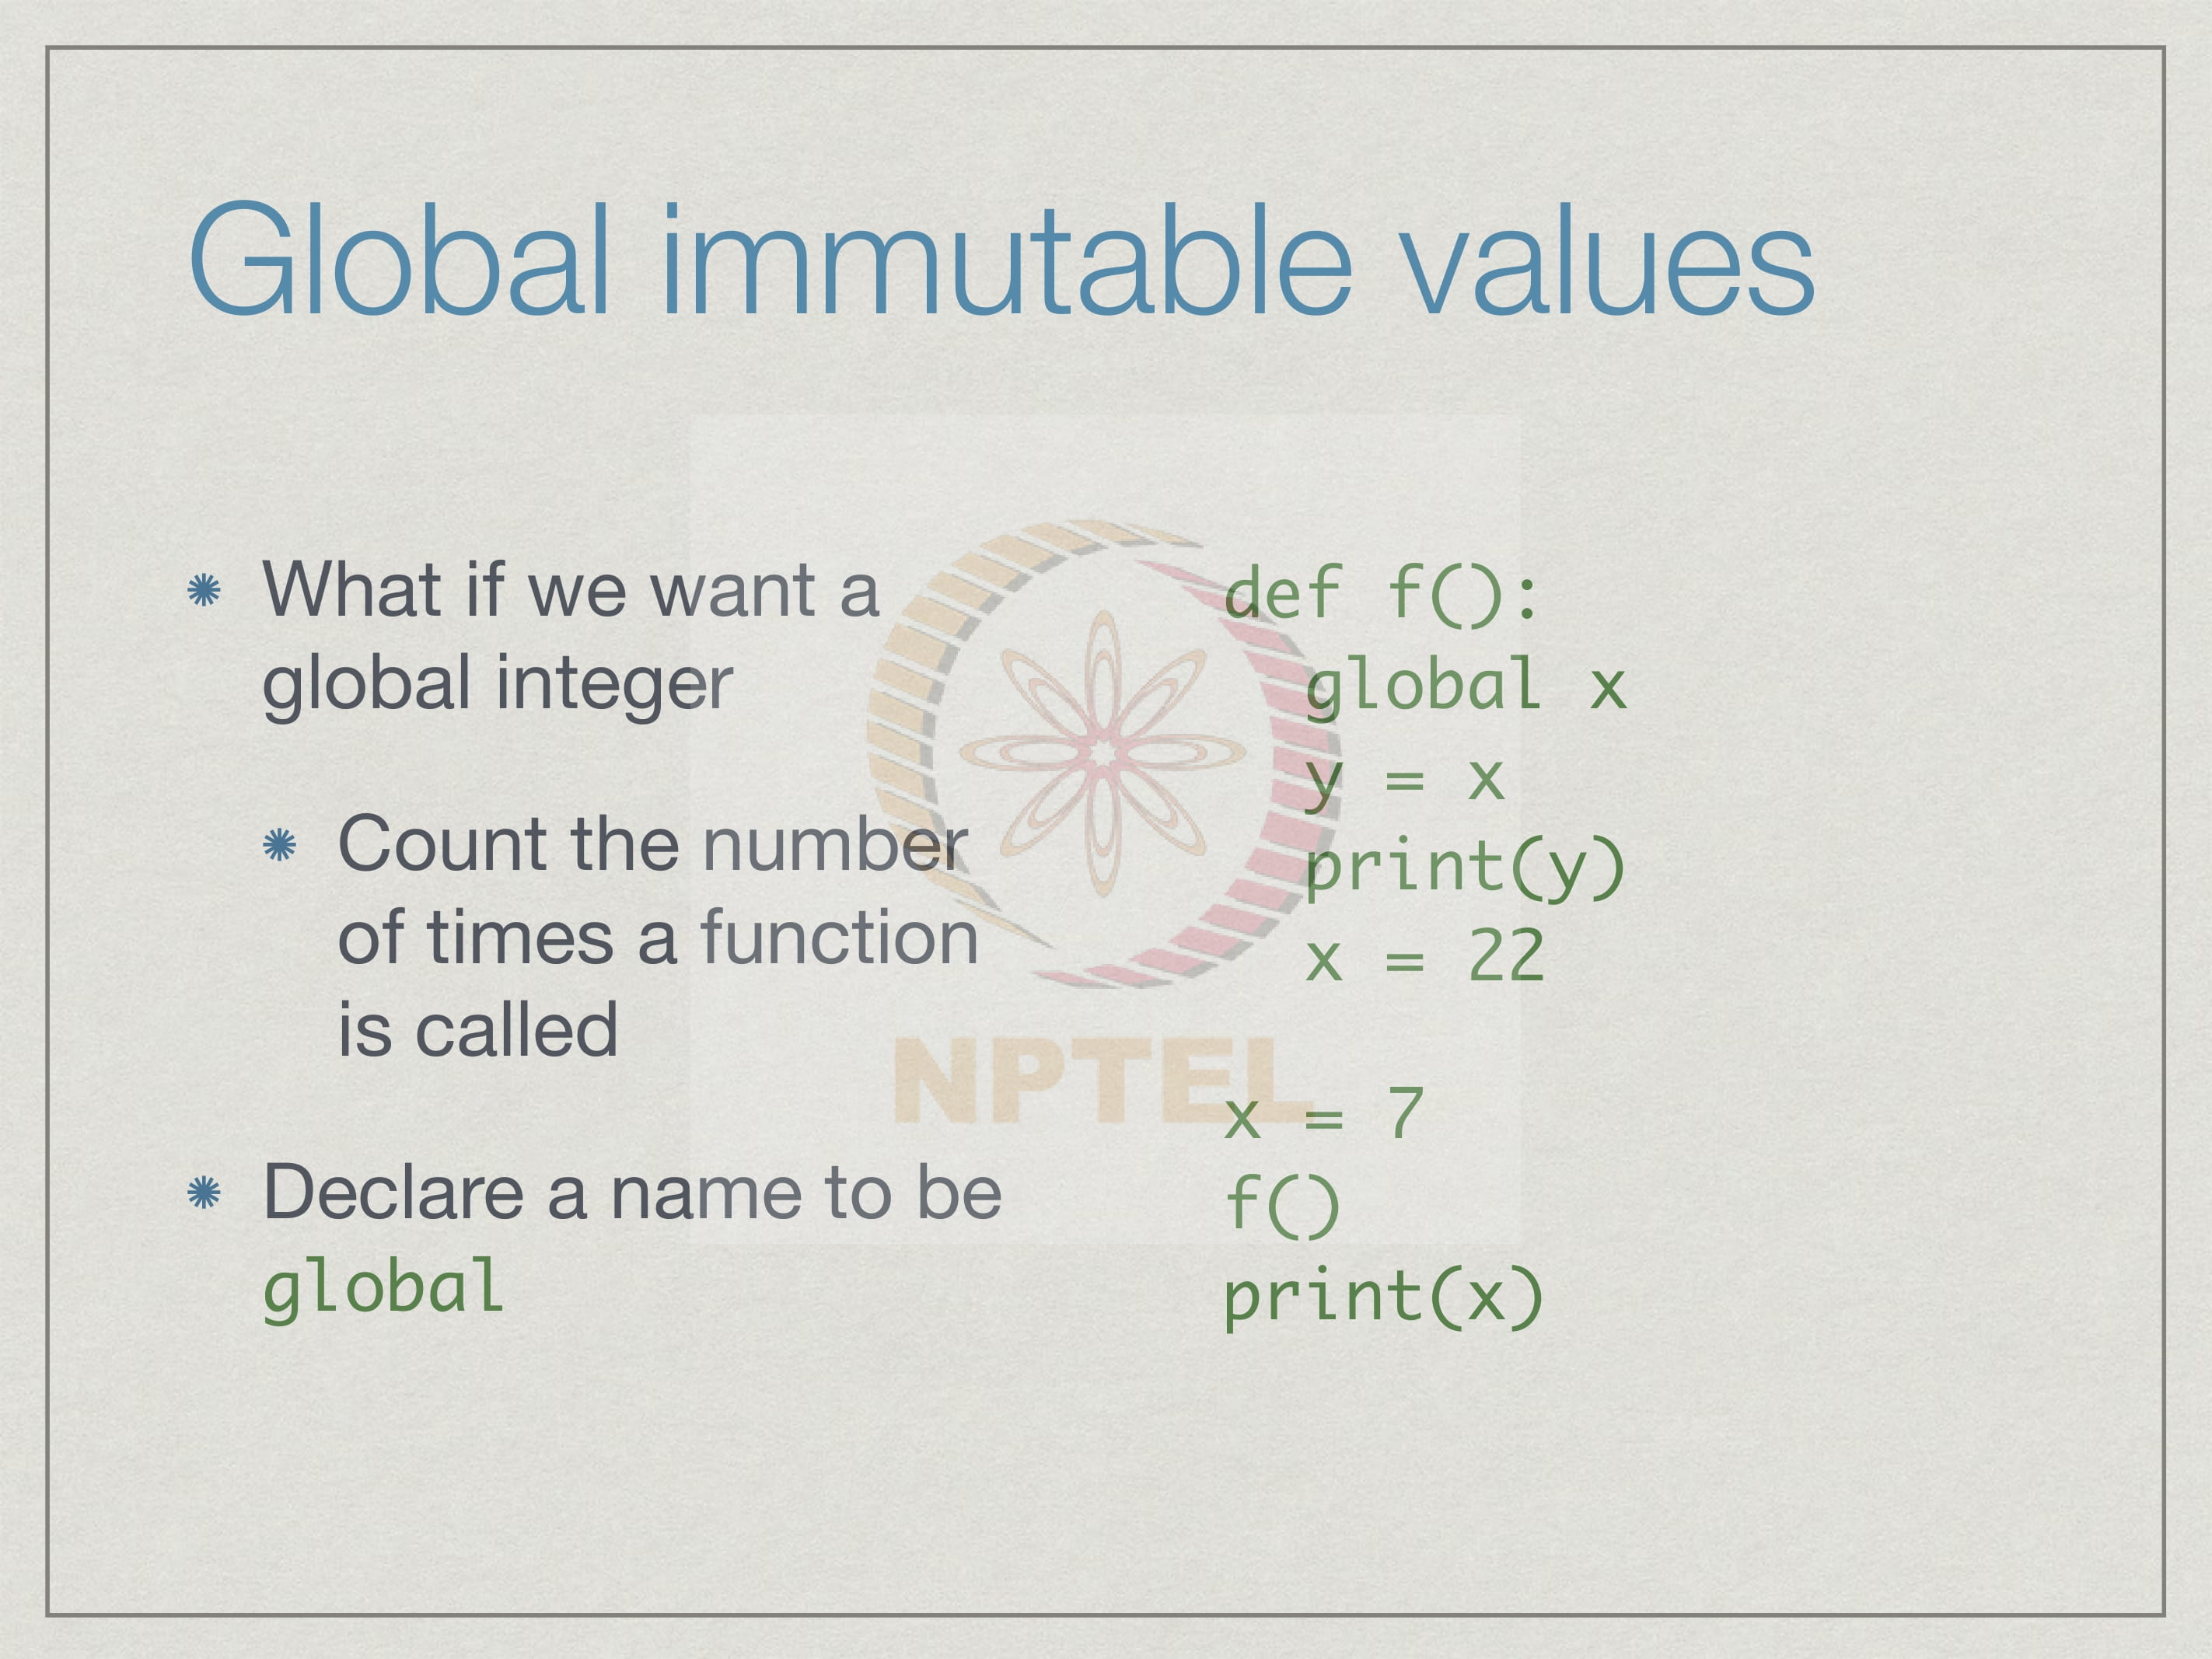 Global immutable values
What if we want a
global integer
Count the number
of times a function
is called
Declare a name to be
global
def f():
  global x
  y = x
  print(y)
  x = 22
x = 7
f()
print(x)
NPTEL